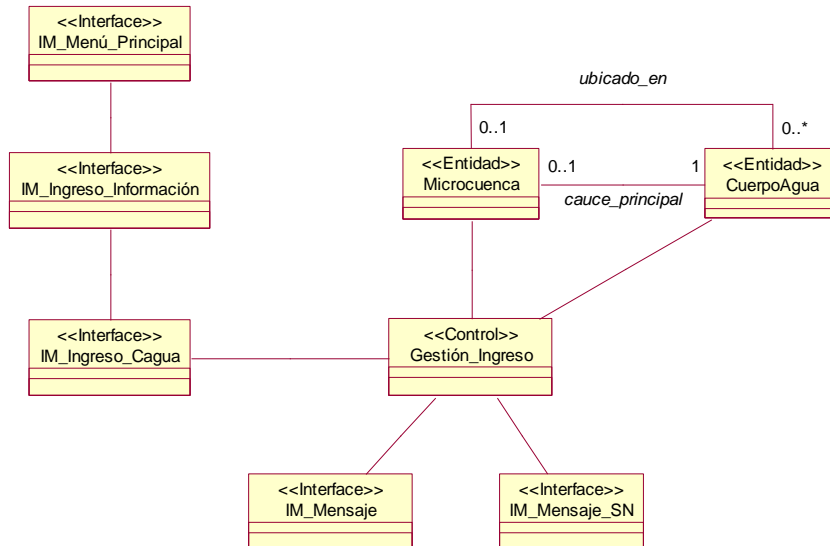 <<Interface>>
IM_Menú_Principal
ubicado_en
0..1
0..*
<<Interface>>
IM_Ingreso_Información
<<Entidad>>
Microcuenca
0..1
1
cauce_principal
<<Entidad>>
CuerpoAgua
<<Interface>>
IM_Ingreso_Cagua
<<Control>>
Gestión_Ingreso
<<Interface>>
IM_Mensaje
<<Interface>>
IM_Mensaje_SN